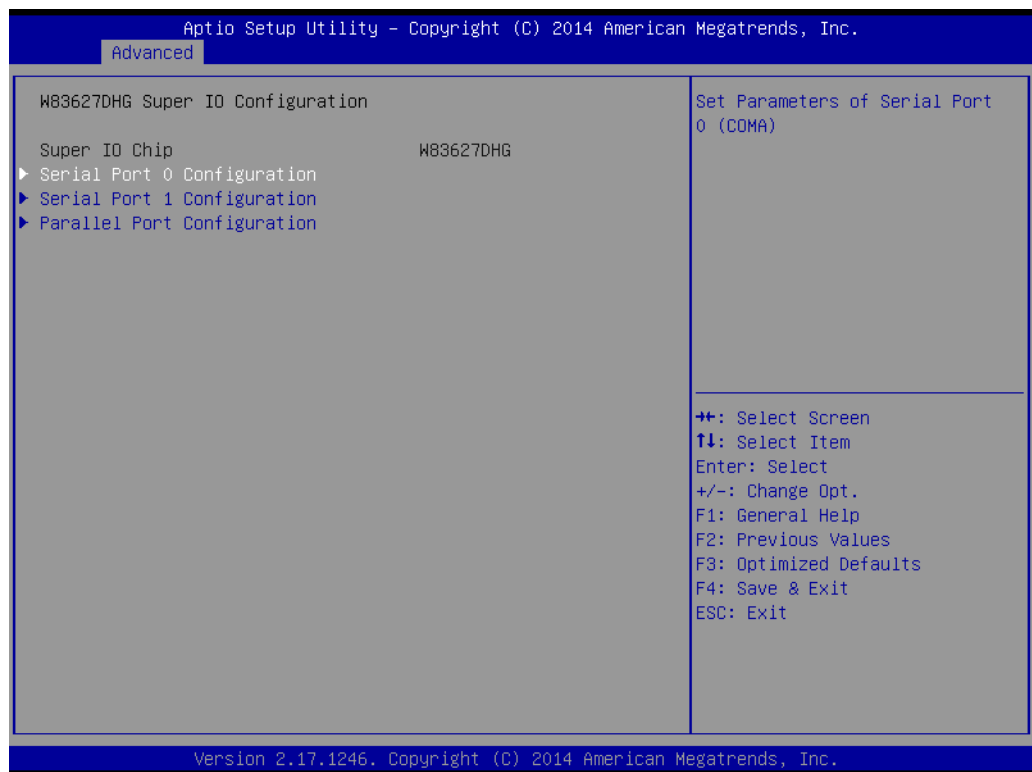 Aptio Setup Utility – Copyright (C) 2014 American Megatrends, Inc.
Advanced
W83627DHG Super IO Configuration
Super IO Chip W83627DHG
▶ Serial Port 0 Configuration
▶ Serial Port 1 Configuration
▶ Parallel Port Configuration
Set Parameters of Serial Port
0 (COMA)
→←: Select Screen
↑↓: Select Item
Enter: Select
+/-: Change Opt.
F1: General Help
F2: Previous Values
F3: Optimized Defaults
F4: Save & Exit
ESC: Exit
Version 2.17.1246. Copyright (C) 2014 American Megatrends, Inc.